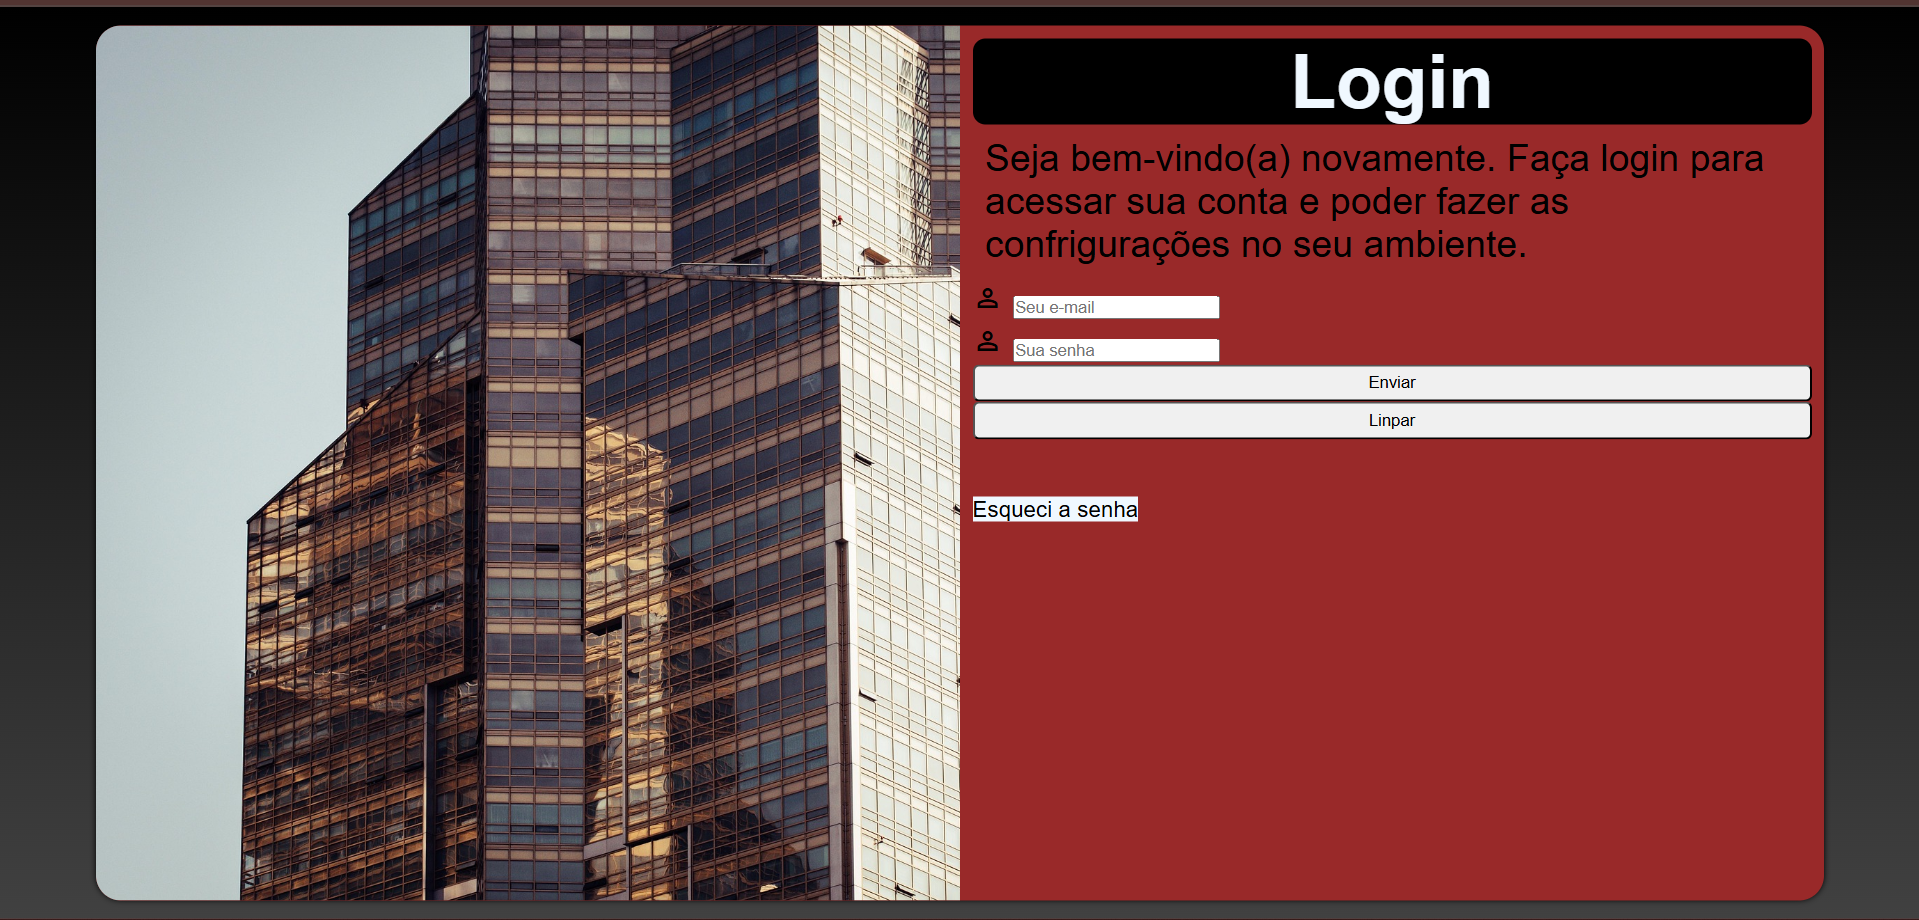 Login
Seja bem-vindo(a) novamente. Faça login para
acessar sua conta e poder fazer as
confrigurações no seu ambiente.
Seu e-mail
Sua senha
Enviar
Linpar
Esqueci a senha